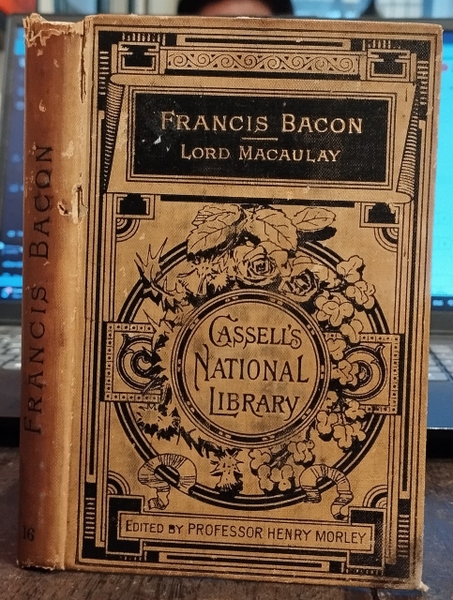 FRANCIS BACON
LORD MACAULAY
CASSELL'S
NATIONAL
LIBRARY
EDITED BY PROFESSOR HENRY MORLEY
FRANCIS BACON
16